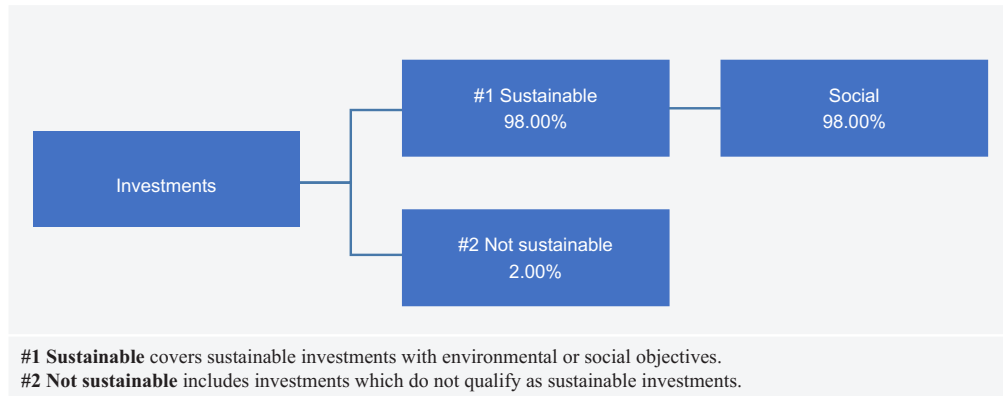 #1 Sustainable
98.00%
Social
98.00%
Investments
#2 Not sustainable
2.00%
#1 Sustainable covers sustainable investments with environmental or social objectives.
#2 Not sustainable includes investments which do not qualify as sustainable investments.